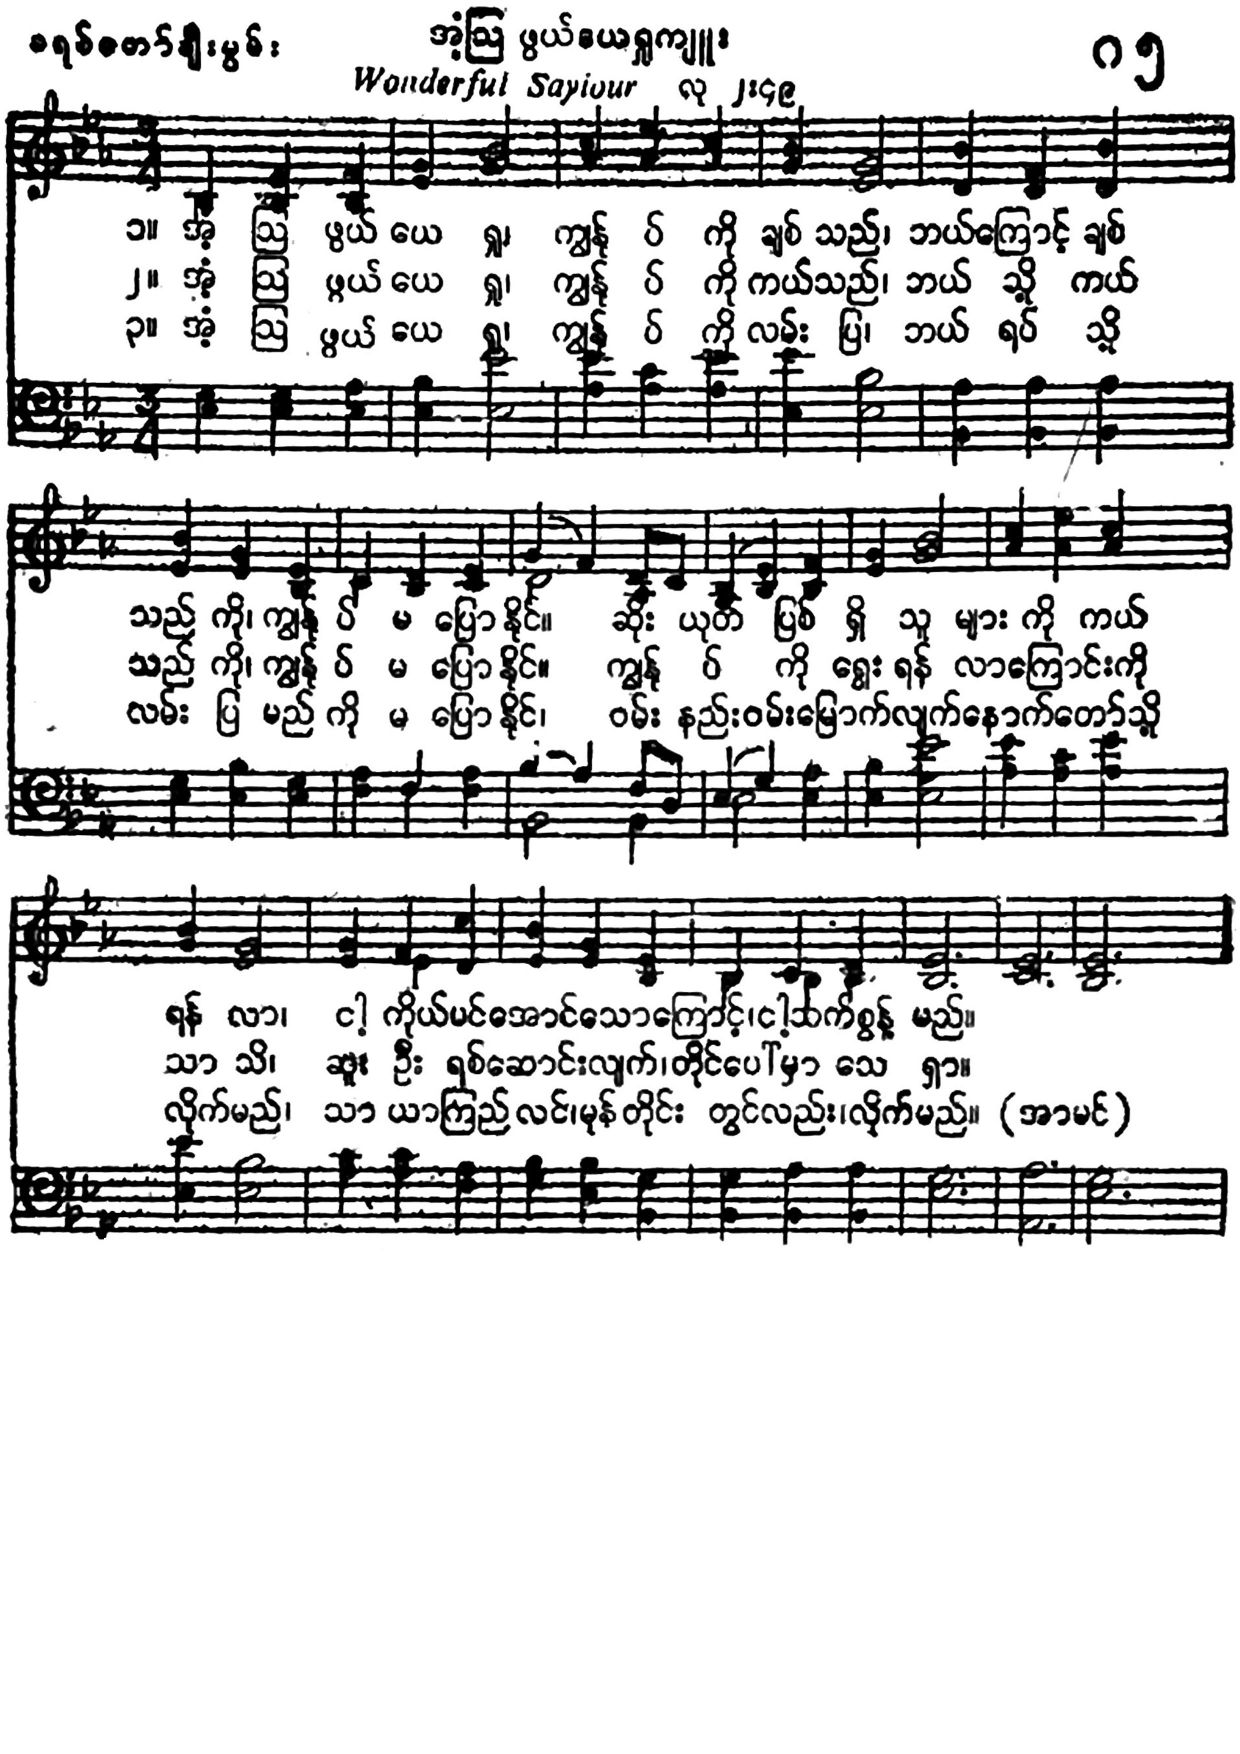 ခရစ်တော်ချီးမွမ်း
အံ့ဩ ဖွယ်ယေရှုကျူး
၈၅
Wonderful Sayiour လု ၂း၄၉
၁။ အံ့ ဩ ဖွယ် ယေ ရှု၊ ကျွန်ုပ် ကို ချစ် သည်၊ ဘယ်ကြောင့် ချစ်
၂။ အံ့ ဩ ဖွယ် ယေ ရှု၊ ကျွန်ုပ် ကို ကယ်သည်၊ ဘယ် သို့ ကယ်
၃။ အံ့ ဩ ဖွယ် ယေ ရှု၊ ကျွန်ုပ် ကို လမ်း ပြ၊ ဘယ် ရပ် သို့
သည် ကို၊ ကျွန်ုပ် မ ပြော နိုင်။ ဆိုး ယုတ် ပြစ် ရှိ သူ များ ကို ကယ်
သည် ကို၊ ကျွန်ုပ် မ ပြော နိုင်။ ကျွန်ုပ် ကို ရွေး ရန် လာကြောင်းကို
လမ်း ပြ မည် ကို မ ပြော နိုင်၊ ဝမ်း နည်းဝမ်းမြောက်လျက်နောက်တော်သို့
ရန် လာ၊ ငါ့ ကိုယ်မင်အောင်သောကြောင့်၊ငါ့ဆက်စွန့် မည်။
သာ သိ၊ ဆူး ဦး ရစ်ဆောင်းလျက်၊တိုင်ပေါ်မှာ သေ ရှာ။
လိုက်မည်၊ သာ ယာကြည် လင်၊မုန်တိုင်း တွင်လည်း၊လိုက်မည်။ (အာမင်)